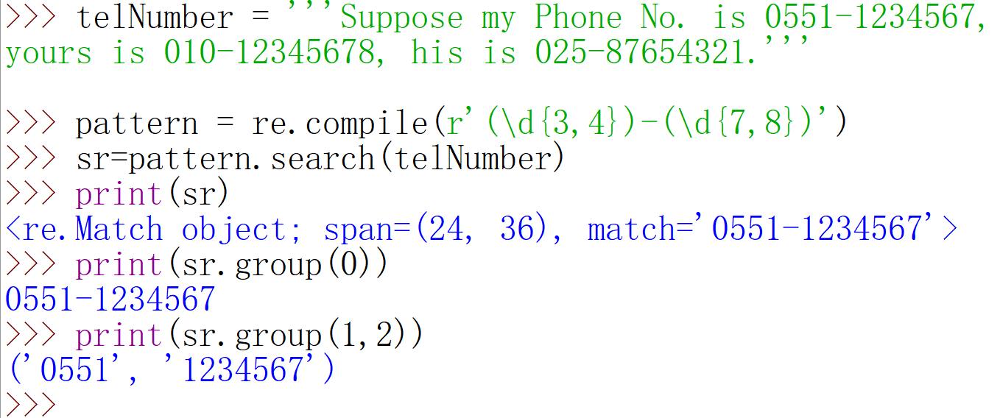 >>> telNumber = '''Suppose my Phone No. is 0551-1234567,
yours is 010-12345678, his is 025-87654321.'''
>>> pattern = re.compile(r'(\d{3,4})-(\d{7,8})')
>>> sr=pattern.search(telNumber)
>>> print(sr)
<re.Match object; span=(24, 36), match='0551-1234567'>
>>> print(sr.group(0))
0551-1234567
>>> print(sr.group(1,2))
('0551', '1234567')
>>>